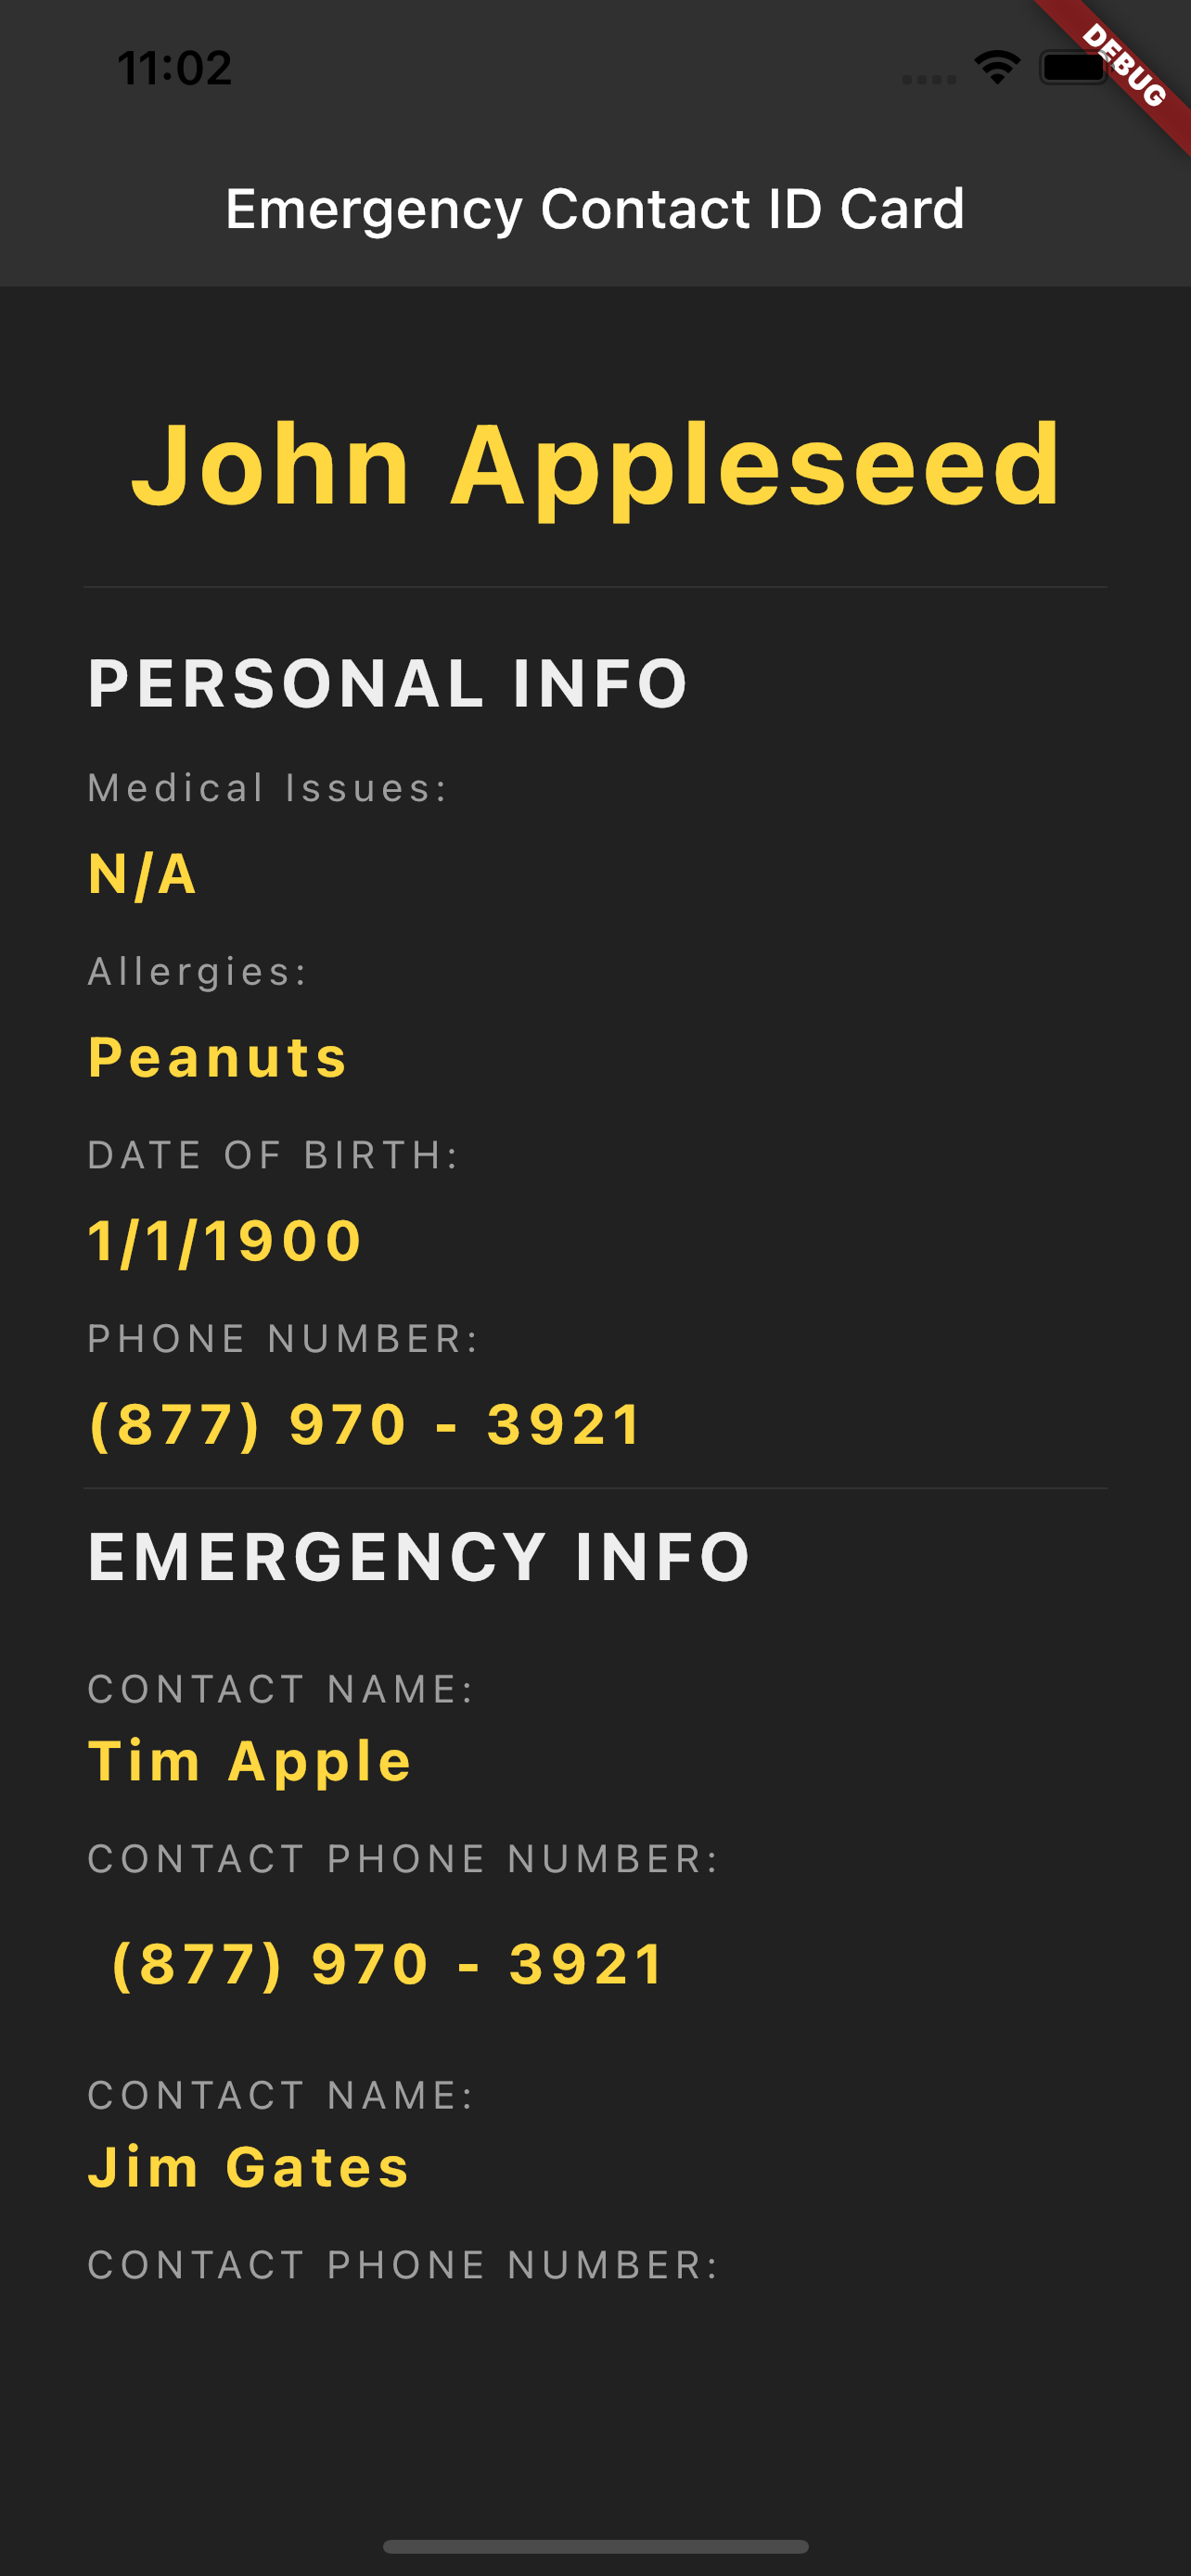 11:02
DEBUG
Emergency Contact ID Card
John Appleseed
PERSONAL INFO
Medical Issues:
N/A
Allergies:
Peanuts
DATE OF BIRTH:
1/1/1900
PHONE NUMBER:
(877) 970 - 3921
EMERGENCY INFO
CONTACT NAME:
Tim Apple
CONTACT PHONE NUMBER:
(877) 970 - 3921
CONTACT NAME:
Jim Gates
CONTACT PHONE NUMBER: